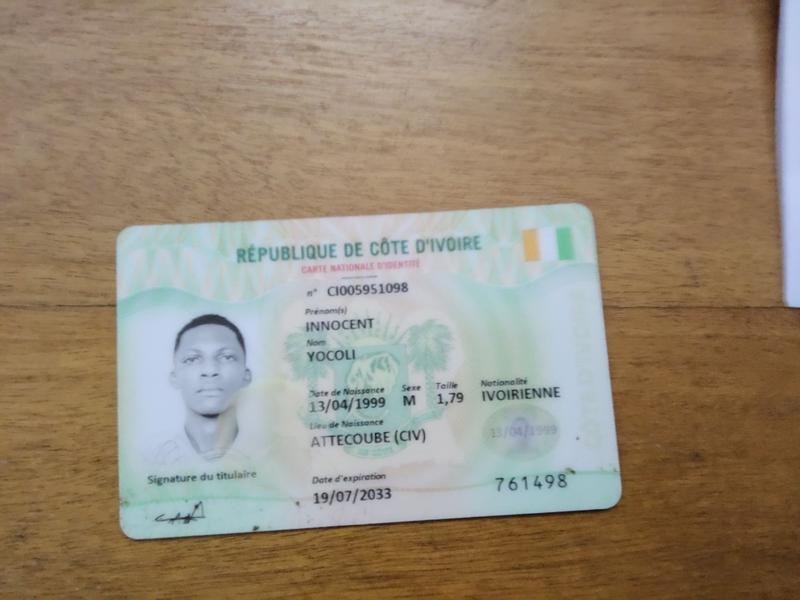 RÉPUBLIQUE DE CÔTE D'IVOIRE
CARTE NATIONALE D'IDENTITÉ
n° CI005951098
Prénom(s)
INNOCENT
Nom
YOCOLI
Date de Naissance Sexe Taille Nationalité
13/04/1999 M 1,79 IVOIRIENNE
Lieu de Naissance
ATTECOUBE (CIV)
13/04/1999
Signature du titulaire
Date d'expiration
19/07/2033
761498